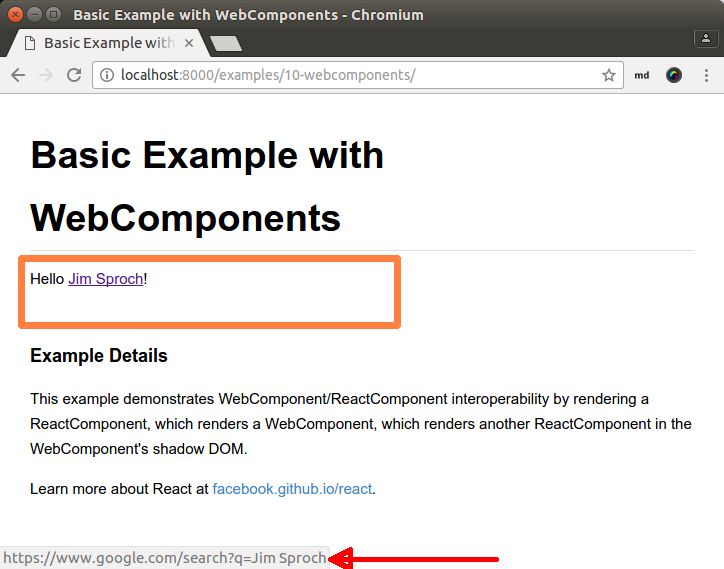 Basic Example with WebComponents - Chromium
Basic Example with
localhost:8000/examples/10-webcomponents/
md
Basic Example with
WebComponents
Hello Jim Sproch!
Example Details
This example demonstrates WebComponent/ReactComponent interoperability by rendering a
ReactComponent, which renders a WebComponent, which renders another ReactComponent in the
WebComponent's shadow DOM.
Learn more about React at facebook.github.io/react.
https://www.google.com/search?q=Jim Sproch